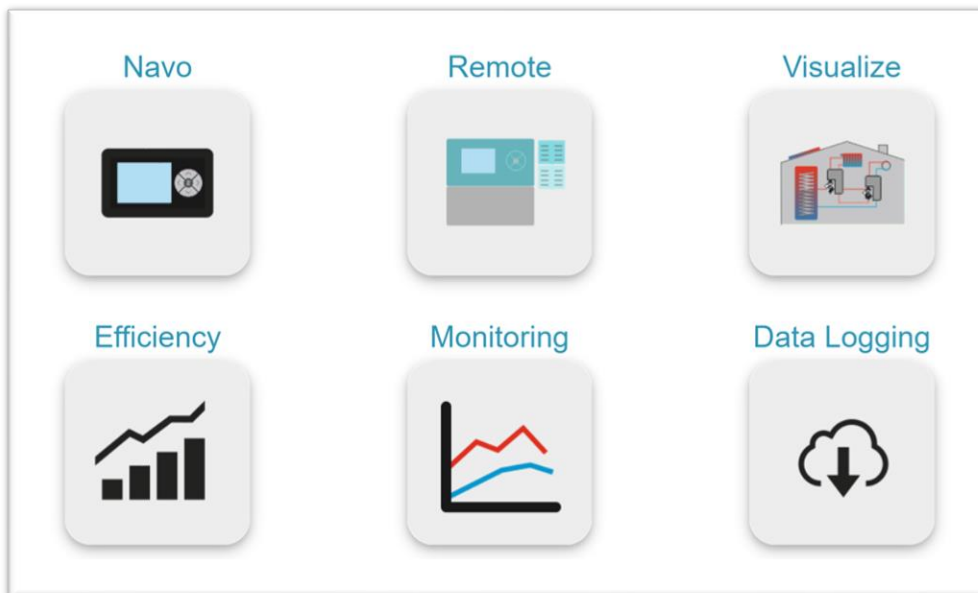 Navo
Remote
Visualize
Efficiency
Monitoring
Data Logging